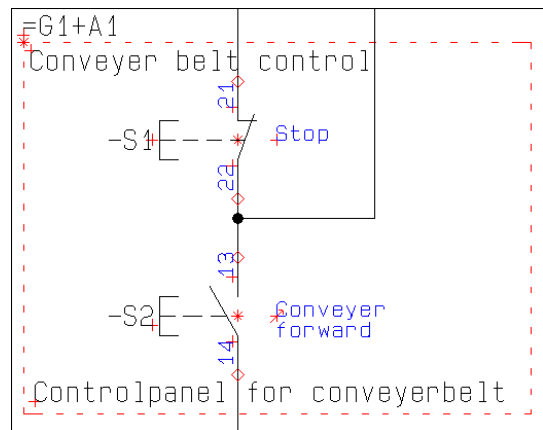 =G1+A1
Conveyer belt control
21
-S1
Stop
22
13
-S2
Conveyer
forward
14
Controlpanel for conveyerbelt